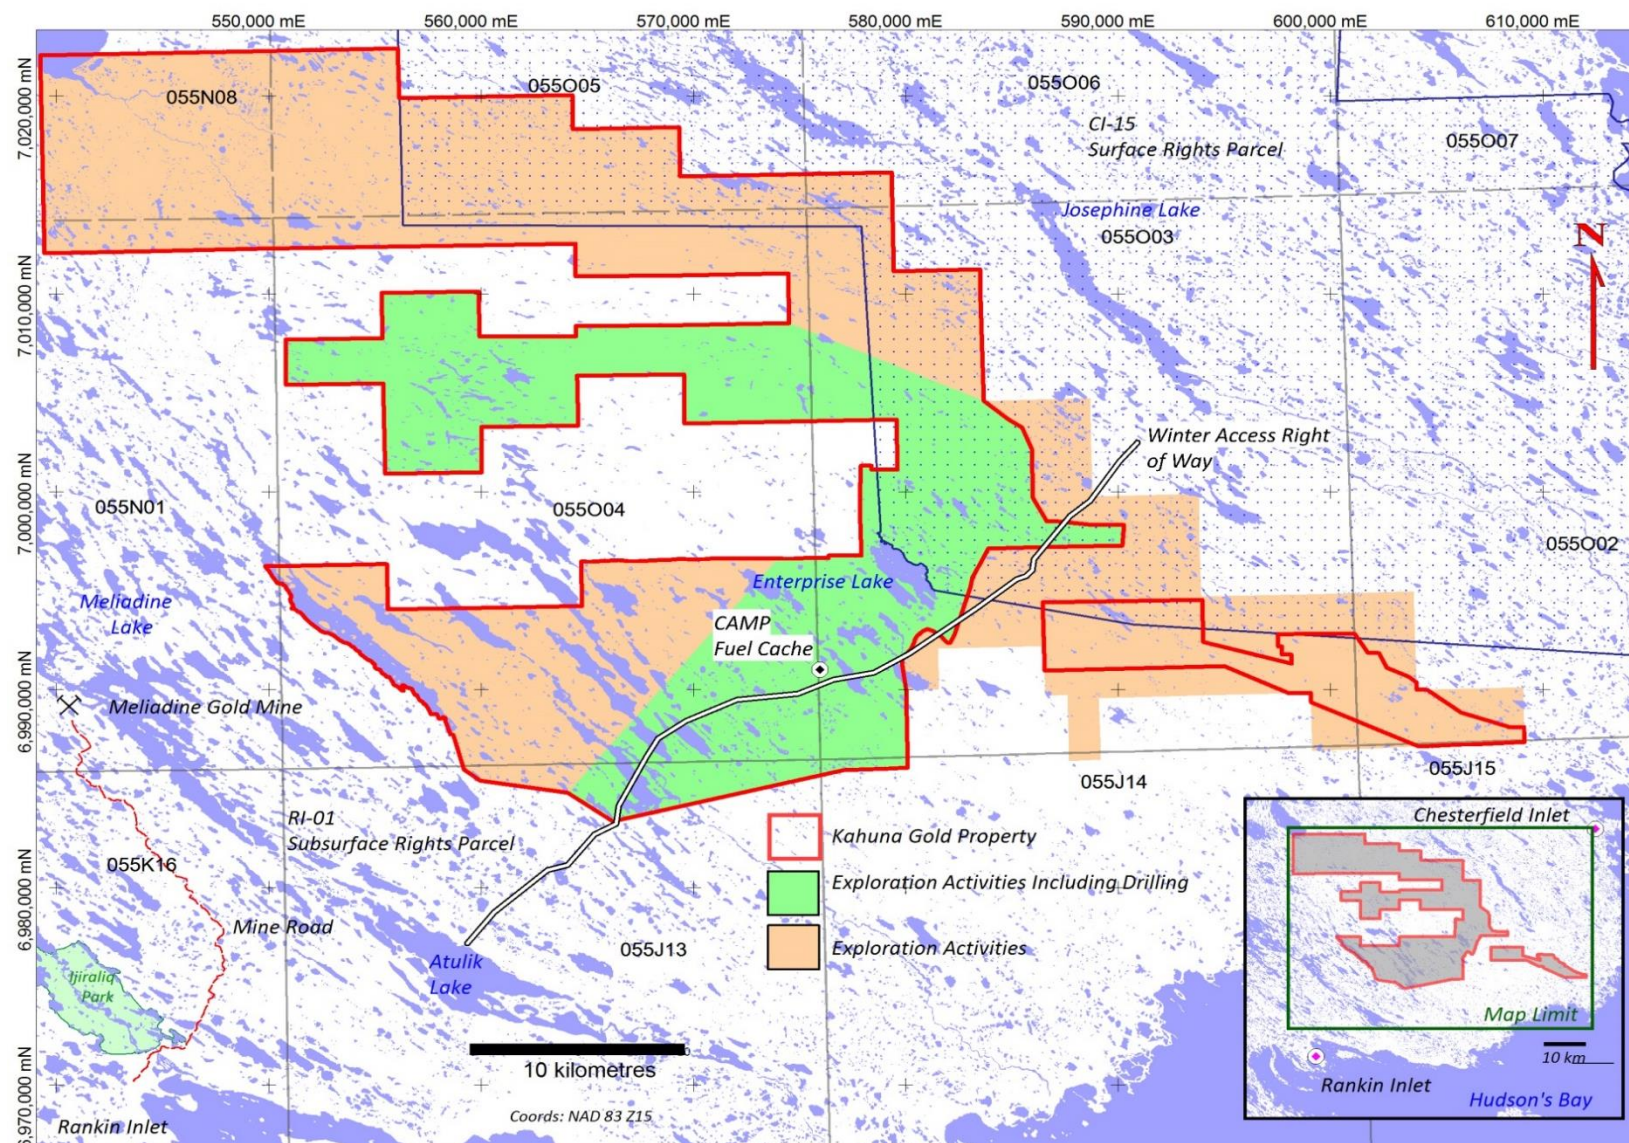 550,000 mE
560,000 mE
570,000 mE
580,000 mE
590,000 mE
600,000 mE
610,000 mE
7,020,000 mN
055N08
055O05
055O06
CI-15
Surface Rights Parcel
055O07
Josephine Lake
055O03
N
7,010,000 mN
Winter Access Right
of Way
7,000,000 mN
055N01
055O04
055O02
Enterprise Lake
Meliadine
Lake
CAMP
Fuel Cache
6,990,000 mN
Meliadine Gold Mine
055J14
055J15
RI-01
Subsurface Rights Parcel
055K16
Kahuna Gold Property
Exploration Activities Including Drilling
Exploration Activities
6,980,000 mN
Mine Road
055J13
Atulik
Lake
Ijiraliq
Park
10 kilometres
Coords: NAD 83 Z15
6,970,000 mN
Rankin Inlet
Chesterfield Inlet
Map Limit
10 km
Rankin Inlet
Hudson's Bay